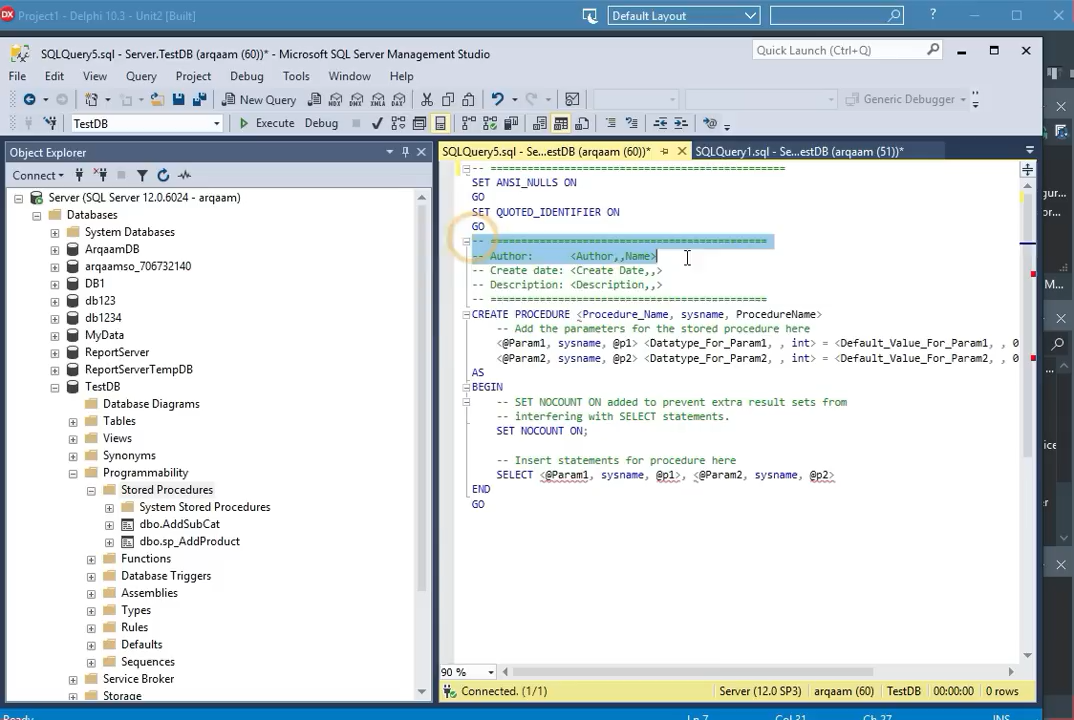 Project1 - Delphi 10.3 - Unit2 [Built]
Default Layout
?
SQLQuery5.sql - Server.TestDB (arqaam (60))* - Microsoft SQL Server Management Studio
Quick Launch (Ctrl+Q)
File Edit View Query Project Debug Tools Window Help
New Query
MDX DMX XMLA DAX
Generic Debugger
TestDB
Execute Debug
Object Explorer
Connect
Server (SQL Server 12.0.6024 - arqaam)
Databases
System Databases
ArqaamDB
arqaamso_706732140
DB1
db123
db1234
MyData
ReportServer
ReportServerTempDB
TestDB
Database Diagrams
Tables
Views
Synonyms
Programmability
Stored Procedures
System Stored Procedures
dbo.AddSubCat
dbo.sp_AddProduct
Functions
Database Triggers
Assemblies
Types
Rules
Defaults
Sequences
Service Broker
Storage
SQLQuery5.sql - Se...estDB (arqaam (60))*
SQLQuery1.sql - Se...estDB (arqaam (51))*
-- ================================================
SET ANSI_NULLS ON
GO
SET QUOTED_IDENTIFIER ON
GO
-- =============================================
-- Author: <Author,,Name>
-- Create date: <Create Date,,>
-- Description: <Description,,>
-- =============================================
CREATE PROCEDURE <Procedure_Name, sysname, ProcedureName>
-- Add the parameters for the stored procedure here
<@Param1, sysname, @p1> <Datatype_For_Param1, , int> = <Default_Value_For_Param1, , 0
<@Param2, sysname, @p2> <Datatype_For_Param2, , int> = <Default_Value_For_Param2, , 0
AS
BEGIN
-- SET NOCOUNT ON added to prevent extra result sets from
-- interfering with SELECT statements.
SET NOCOUNT ON;
-- Insert statements for procedure here
SELECT <@Param1, sysname, @p1>, <@Param2, sysname, @p2>
END
GO
90 %
Connected. (1/1)
Server (12.0 SP3)
arqaam (60)
TestDB
00:00:00
0 rows
Ready
Ln 7
Col 31
Ch 27
INS